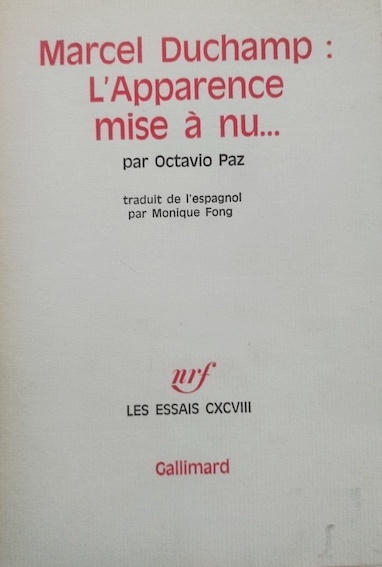 Marcel Duchamp :
L'Apparence
mise à nu...
par Octavio Paz
traduit de l'espagnol
par Monique Fong
nrf
LES ESSAIS CXCVIII
Gallimard